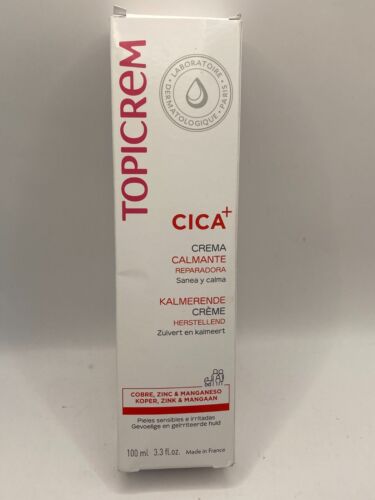 TOPICREM
LABORATOIRE
DERMATOLOGIQUE • PARIS
CICA+
CREMA
CALMANTE
REPARADORA
Sanea y calma
KALMERENDE
CRÈME
HERSTELLEND
Zuivert en kalmeert
COBRE, ZINC & MANGANESO
KOPER, ZINK & MANGAAN
Pieles sensibles e irritadas
Gevoelige en geïrriteerde huid
100 ml 3.3 fl.oz. Made in France